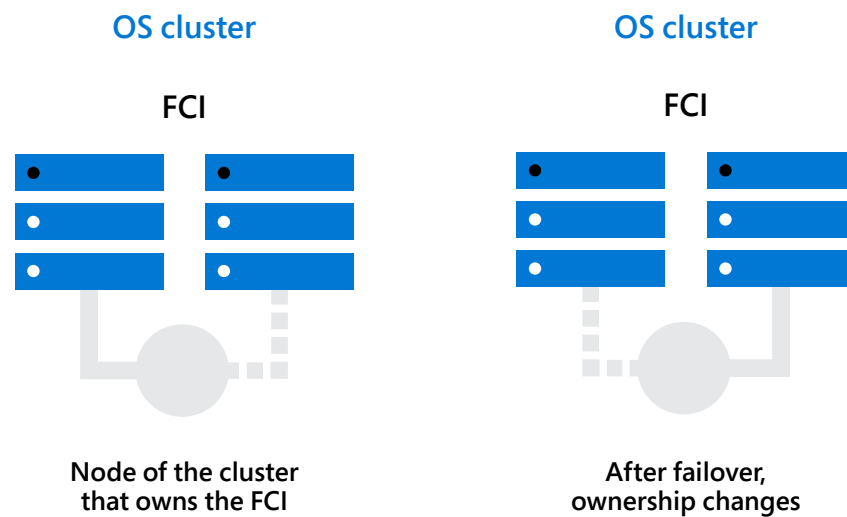 OS cluster
FCI
Node of the cluster
that owns the FCI
OS cluster
FCI
After failover,
ownership changes